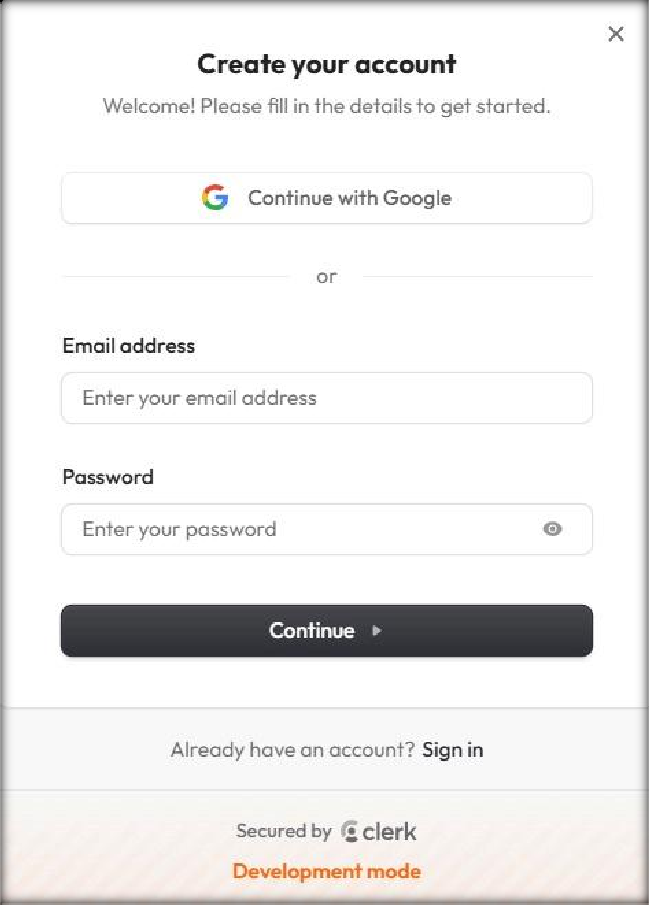 Create your account
Welcome! Please fill in the details to get started.
Continue with Google
or
Email address
Enter your email address
Password
Enter your password
Continue
Already have an account? Sign in
Secured by clerk
Development mode